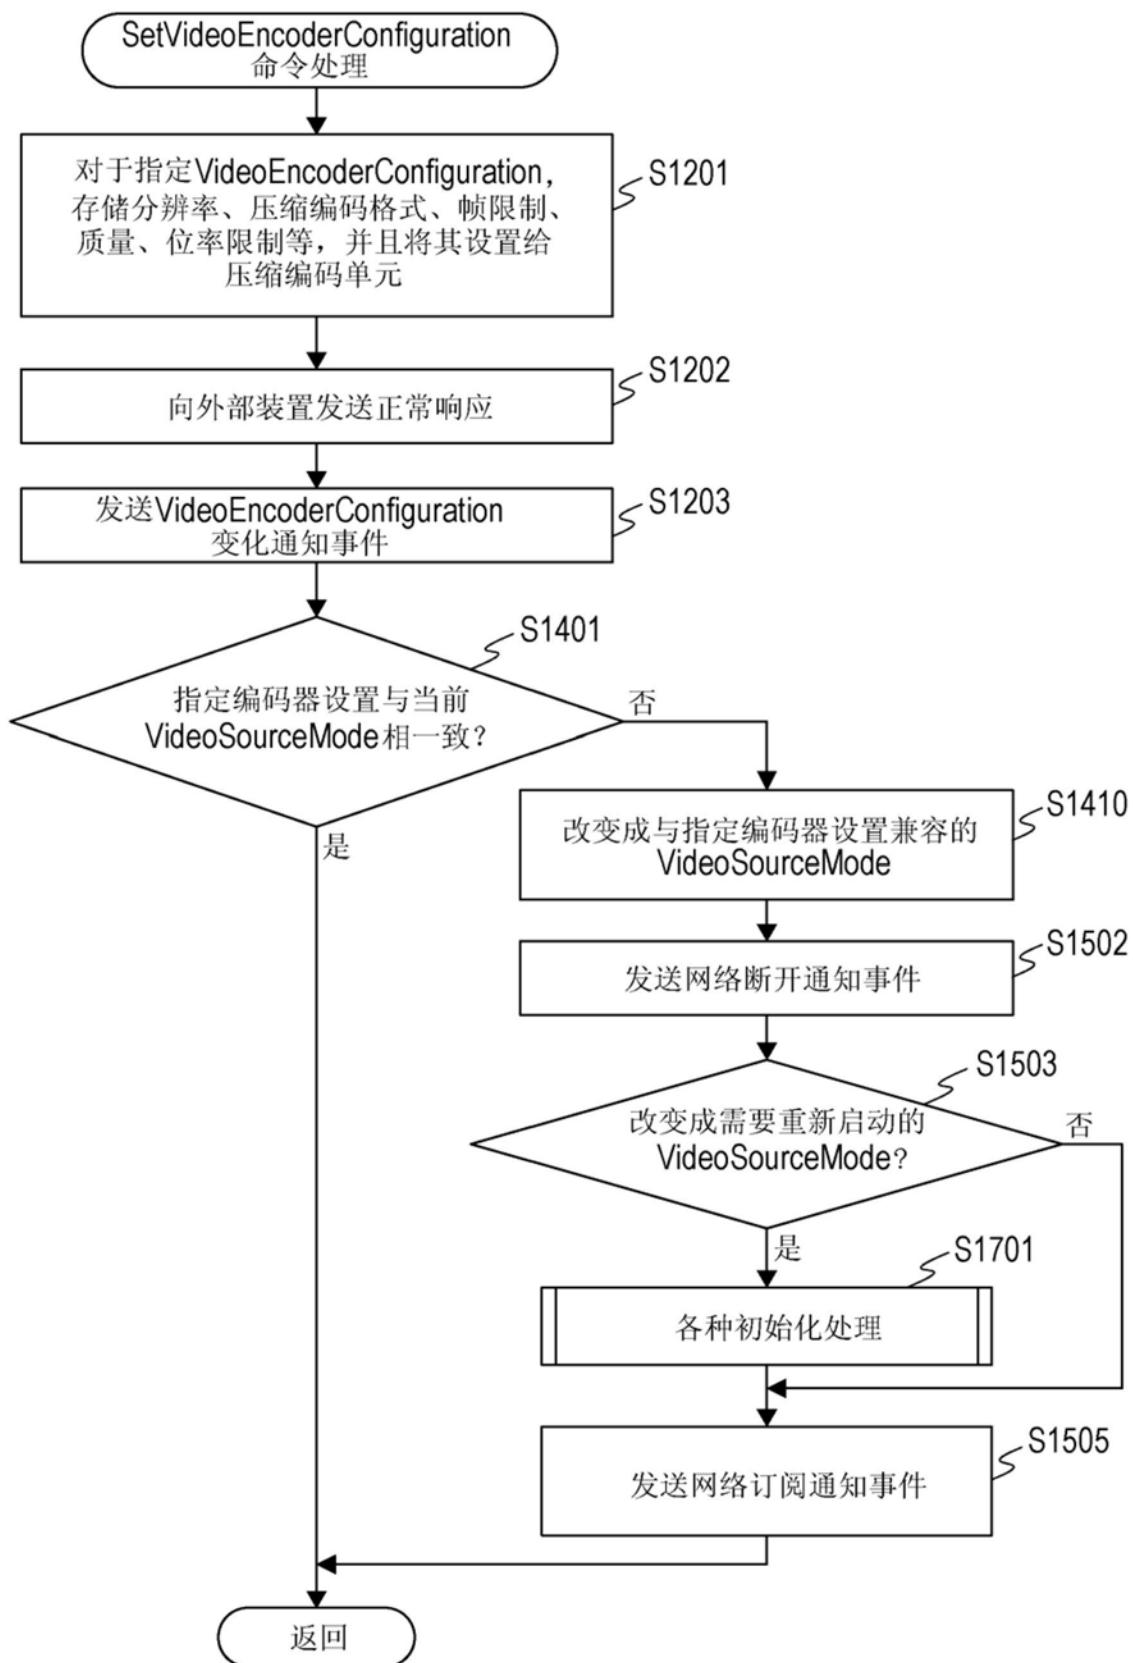 SetVideoEncoderConfiguration
命令处理
对于指定VideoEncoderConfiguration，
存储分辨率、压缩编码格式、帧限制、
质量、位率限制等，并且将其设置给
压缩编码单元
S1201
向外部装置发送正常响应
S1202
发送VideoEncoderConfiguration
变化通知事件
S1203
指定编码器设置与当前
VideoSourceMode相一致？
S1401
否
是
改变成与指定编码器设置兼容的
VideoSourceMode
S1410
发送网络断开通知事件
S1502
改变成需要重新启动的
VideoSourceMode？
S1503
否
是
各种初始化处理
S1701
发送网络订阅通知事件
S1505
返回